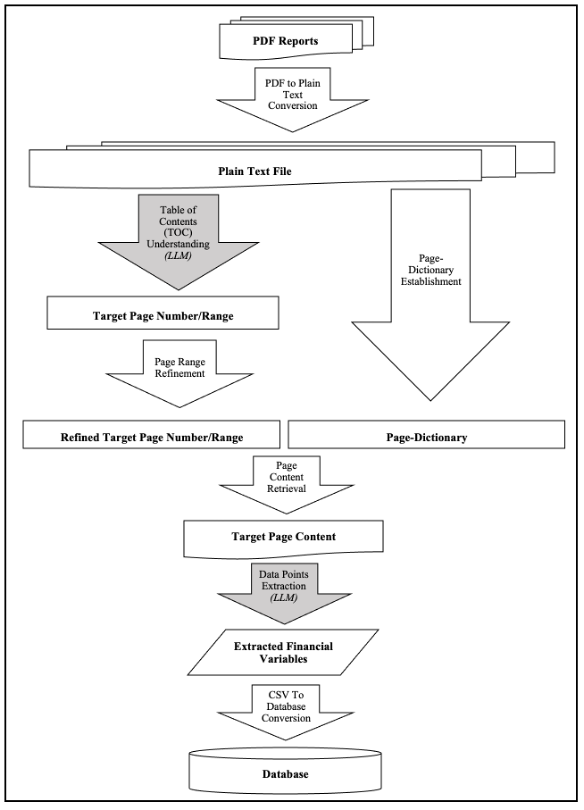 PDF Reports
PDF to Plain
Text
Conversion
Plain Text File
Table of
Contents
(TOC)
Understanding
(LLM)
Page-
Dictionary
Establishment
Target Page Number/Range
Page Range
Refinement
Refined Target Page Number/Range
Page-Dictionary
Page
Content
Retrieval
Target Page Content
Data Points
Extraction
(LLM)
Extracted Financial
Variables
CSV To
Database
Conversion
Database